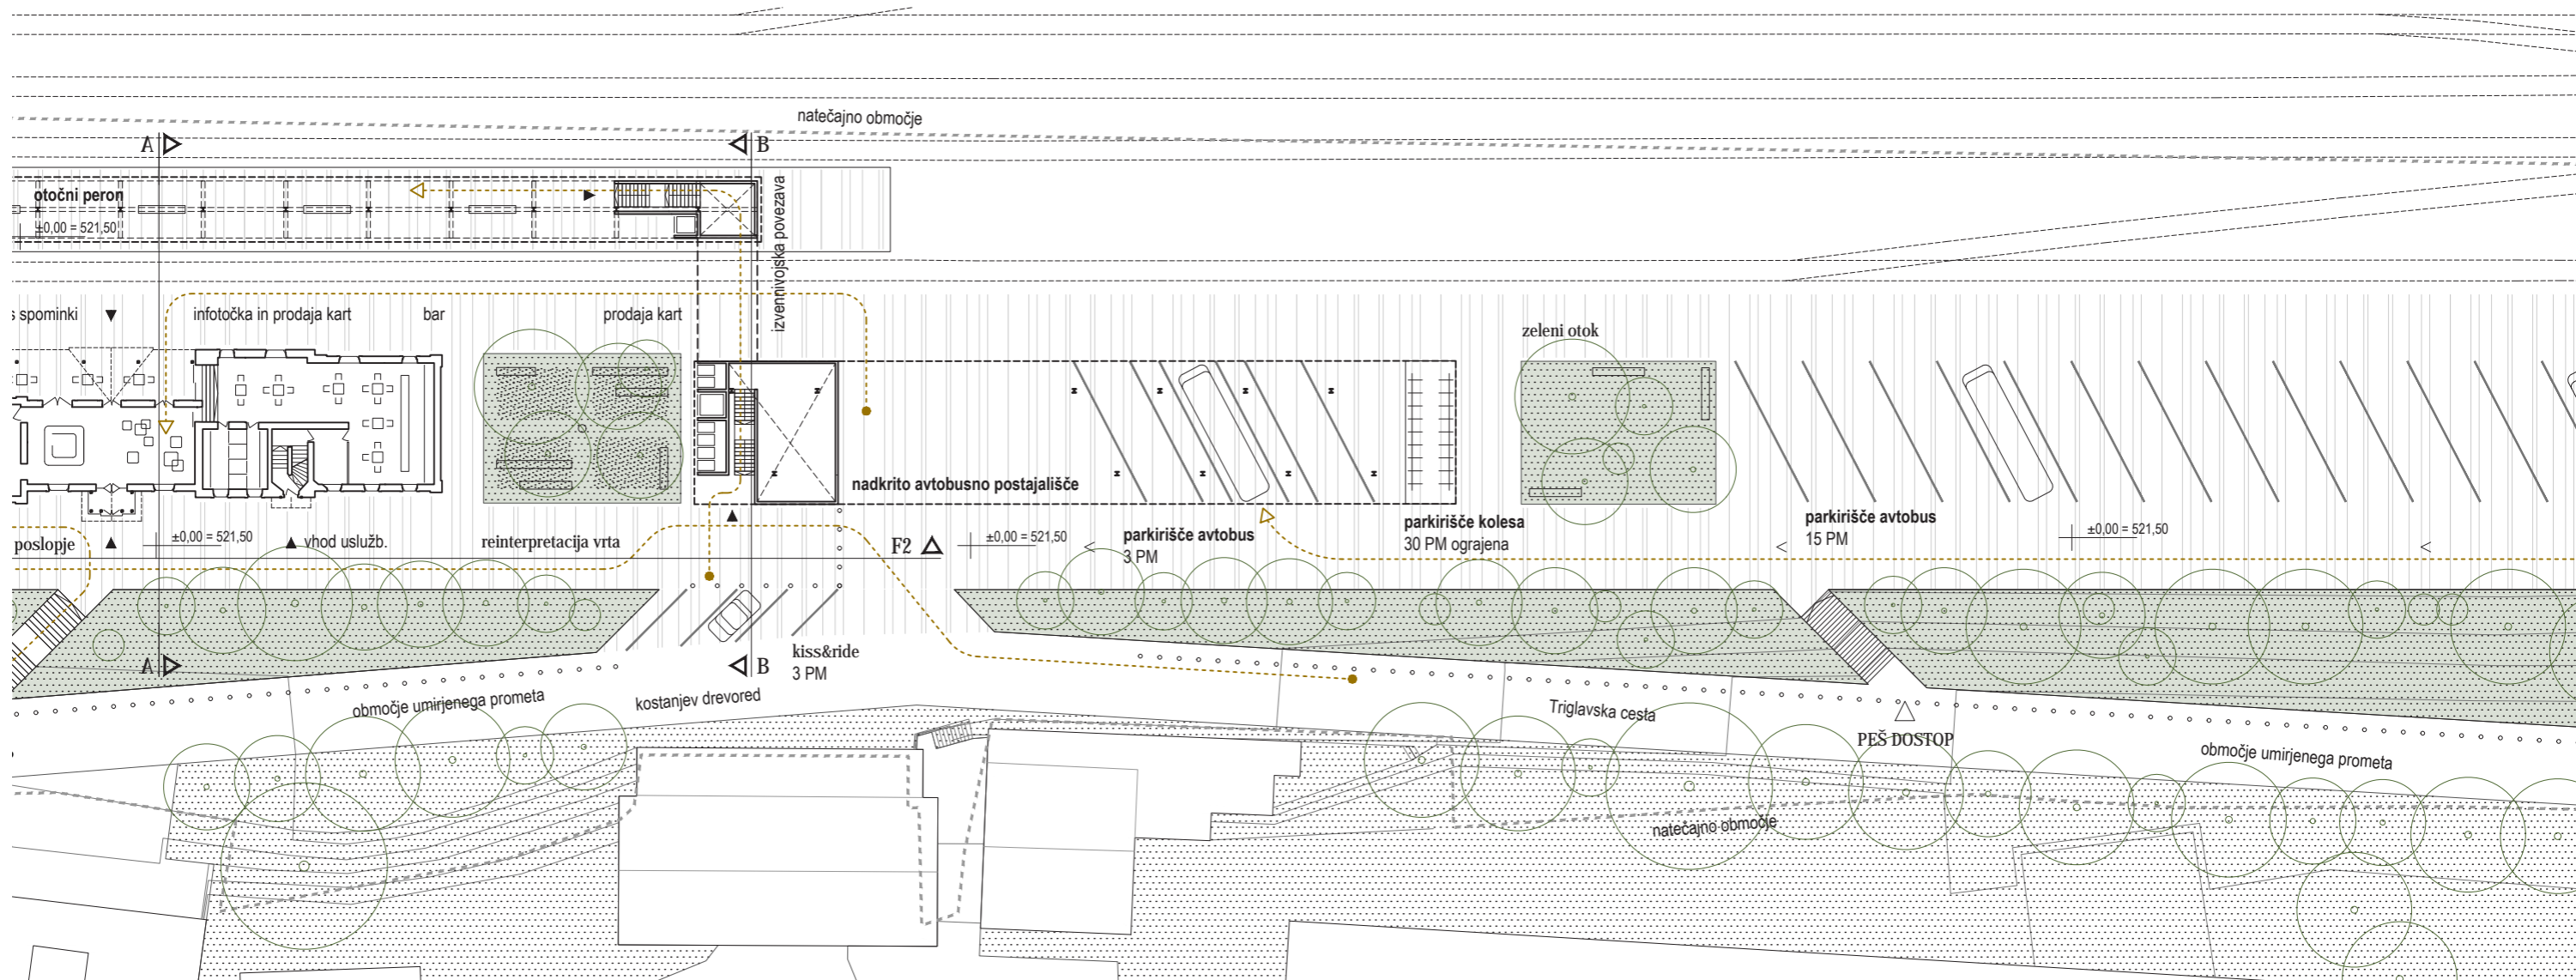 natečajno območje
A
B
otočni peron
±0,00 = 521,50
izvennivojska povezava
s spominki
infotočka in prodaja kart
bar
prodaja kart
zeleni otok
nadkrito avtobusno postajališče
poslopje
±0,00 = 521,50
vhod uslužb.
reinterpretacija vrta
F2
±0,00 = 521,50
parkirišče avtobus
3 PM
parkirišče kolesa
30 PM ograjena
parkirišče avtobus
15 PM
±0,00 = 521,50
A
B
kiss&ride
3 PM
območje umirjenega prometa
kostanjev drevored
Triglavska cesta
PEŠ DOSTOP
območje umirjenega prometa
natečajno območje